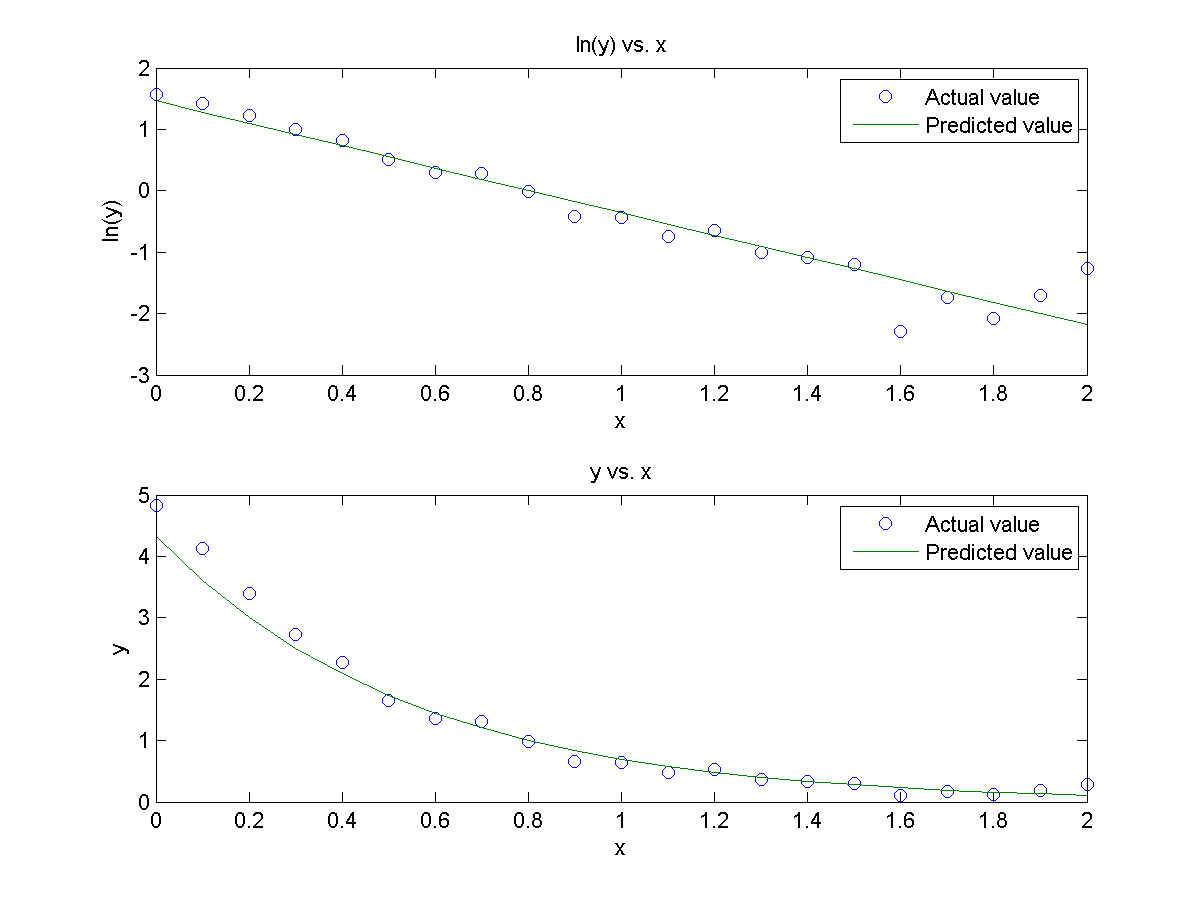 ln(y) vs. x
2
1
0
-1
-2
-3
ln(y)
Actual value
Predicted value
0 0.2 0.4 0.6 0.8 1 1.2 1.4 1.6 1.8 2
x
y vs. x
5
4
3
2
1
0
y
Actual value
Predicted value
0 0.2 0.4 0.6 0.8 1 1.2 1.4 1.6 1.8 2
x